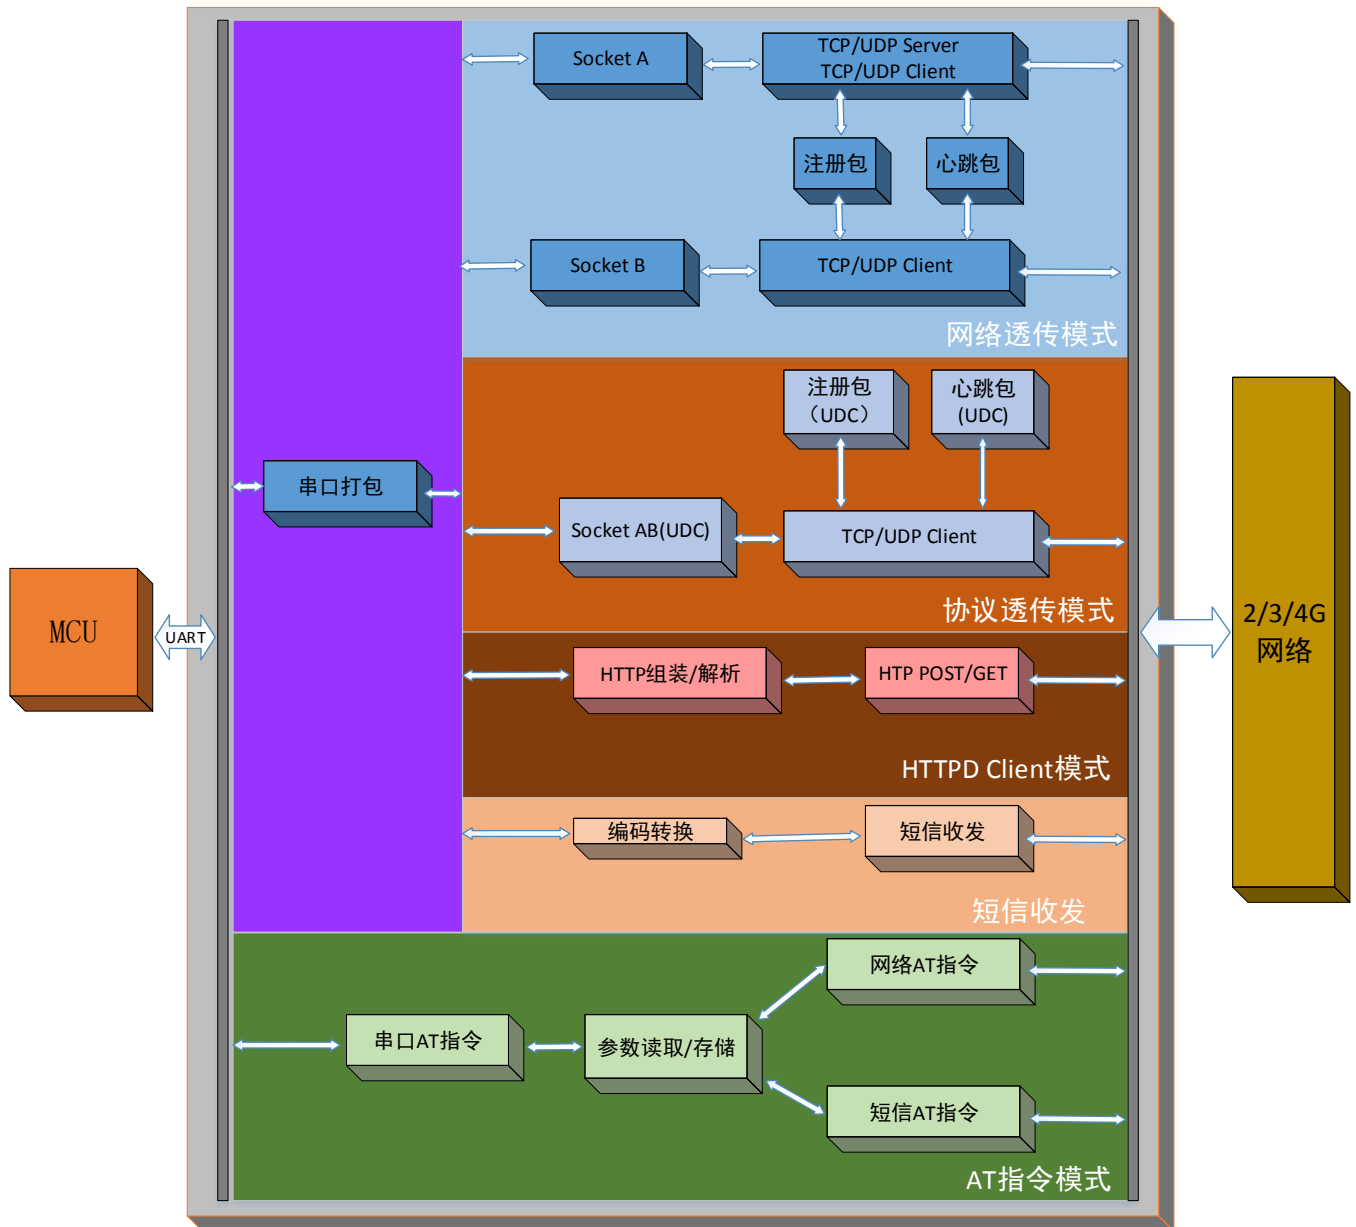 Socket A
TCP/UDP Server
TCP/UDP Client
注册包
心跳包
Socket B
TCP/UDP Client
网络透传模式
注册包
（UDC）
心跳包
(UDC)
串口打包
Socket AB(UDC)
TCP/UDP Client
协议透传模式
MCU
UART
2/3/4G
网络
HTTP组装/解析
HTP POST/GET
HTTPD Client模式
编码转换
短信收发
短信收发
网络AT指令
串口AT指令
参数读取/存储
短信AT指令
AT指令模式